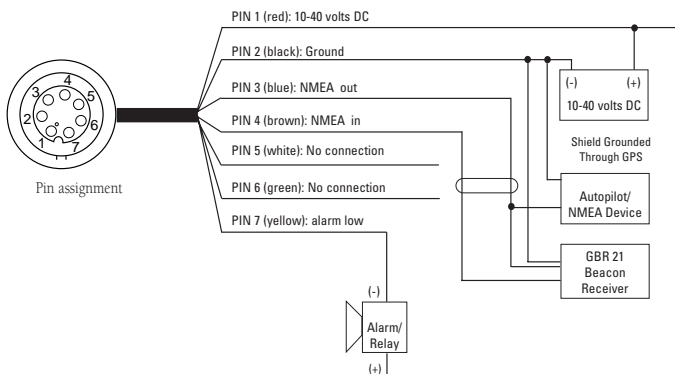 PIN 1 (red): 10-40 volts DC
PIN 2 (black): Ground
PIN 3 (blue): NMEA out
PIN 4 (brown): NMEA in
PIN 5 (white): No connection
PIN 6 (green): No connection
PIN 7 (yellow): alarm low
1
2
3
4
5
6
7
Pin assignment
(-)
(+)
10-40 volts DC
Shield Grounded
Through GPS
Autopilot/
NMEA Device
GBR 21
Beacon
Receiver
(-)
Alarm/
Relay
(+)